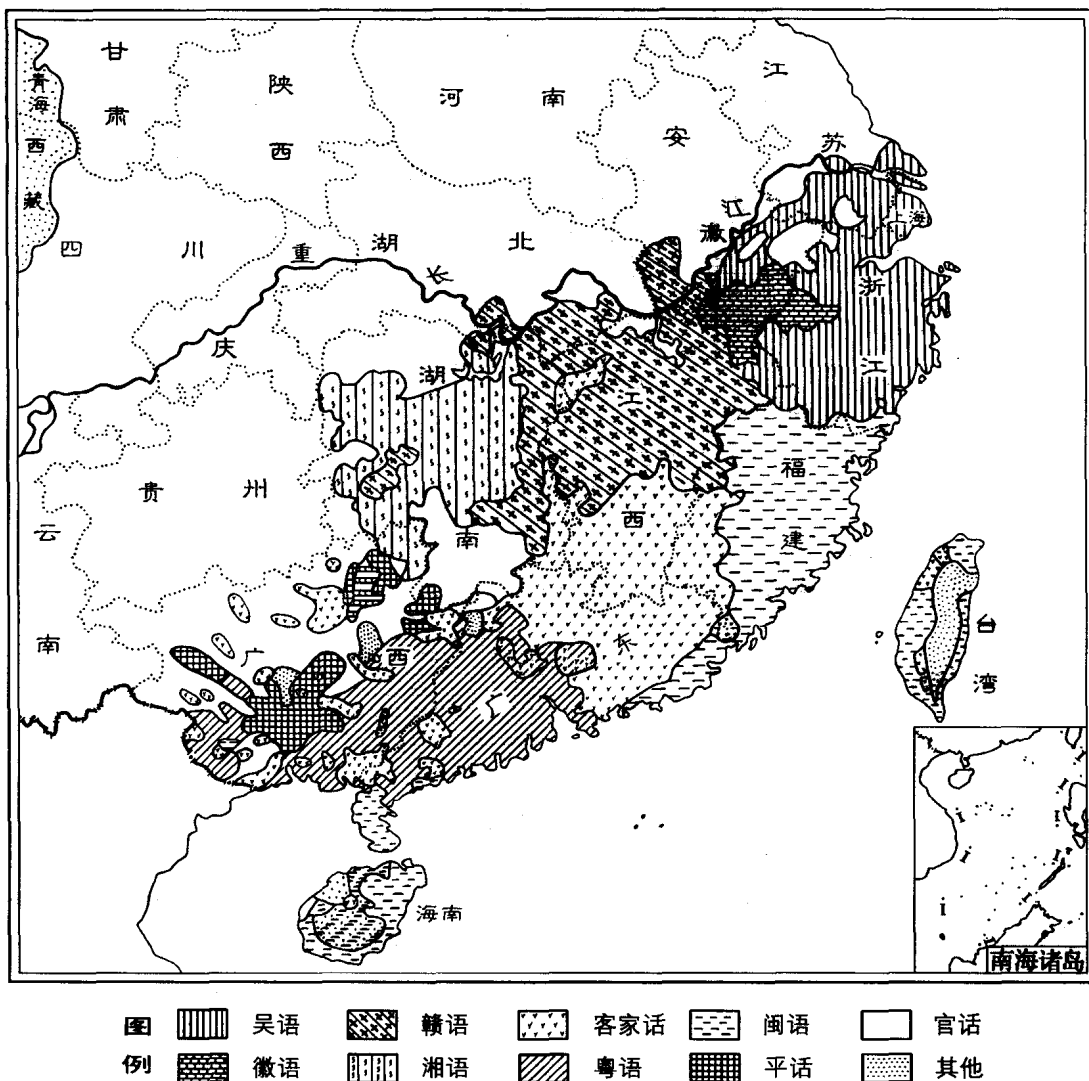 甘肃
陕西
河南
江苏
安徽
青海
西藏
四川
重庆
湖北
长江
上海
浙江
湖南
江西
贵州
福建
云南
广西
广东
台湾
海南
南海诸岛
图例
吴语
赣语
客家话
闽语
官话
徽语
湘语
粤语
平话
其他